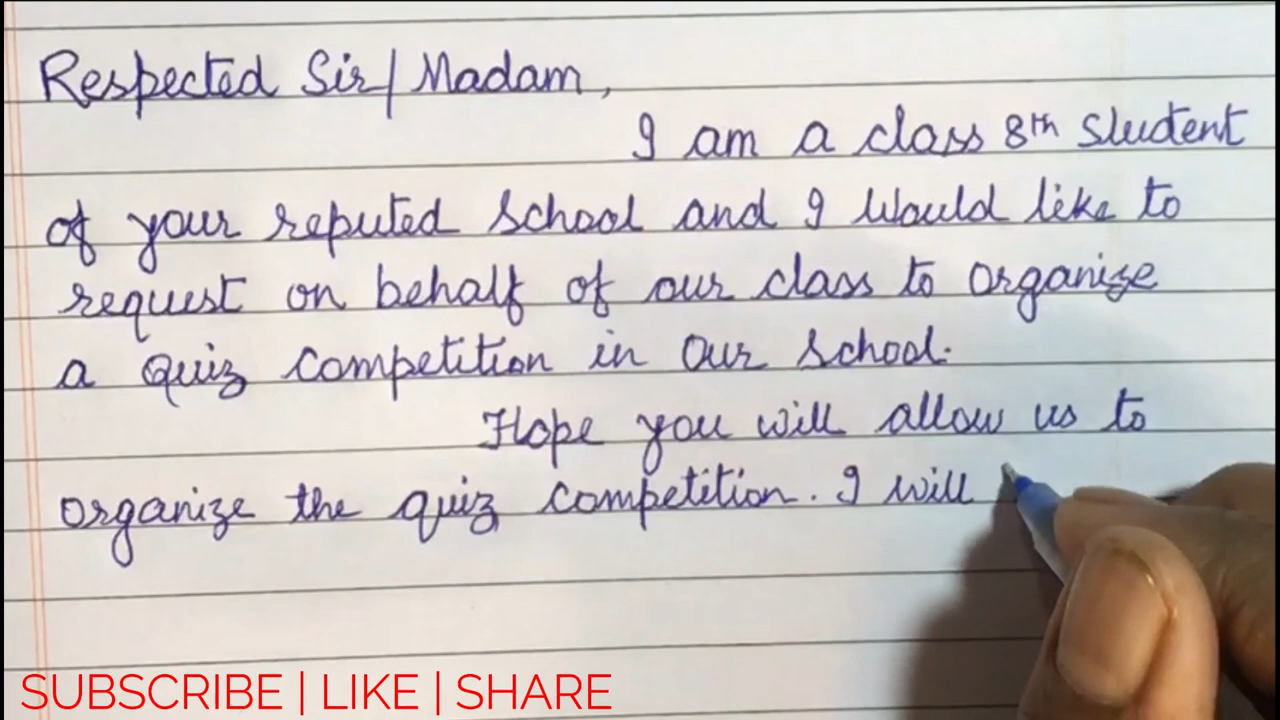 Respected Sir/Madam,
I am a class 8th student
of your reputed school and I would like to
request on behalf of our class to organize
a quiz competition in our school.
Hope you will allow us to
organize the quiz competition. I will
SUBSCRIBE | LIKE | SHARE